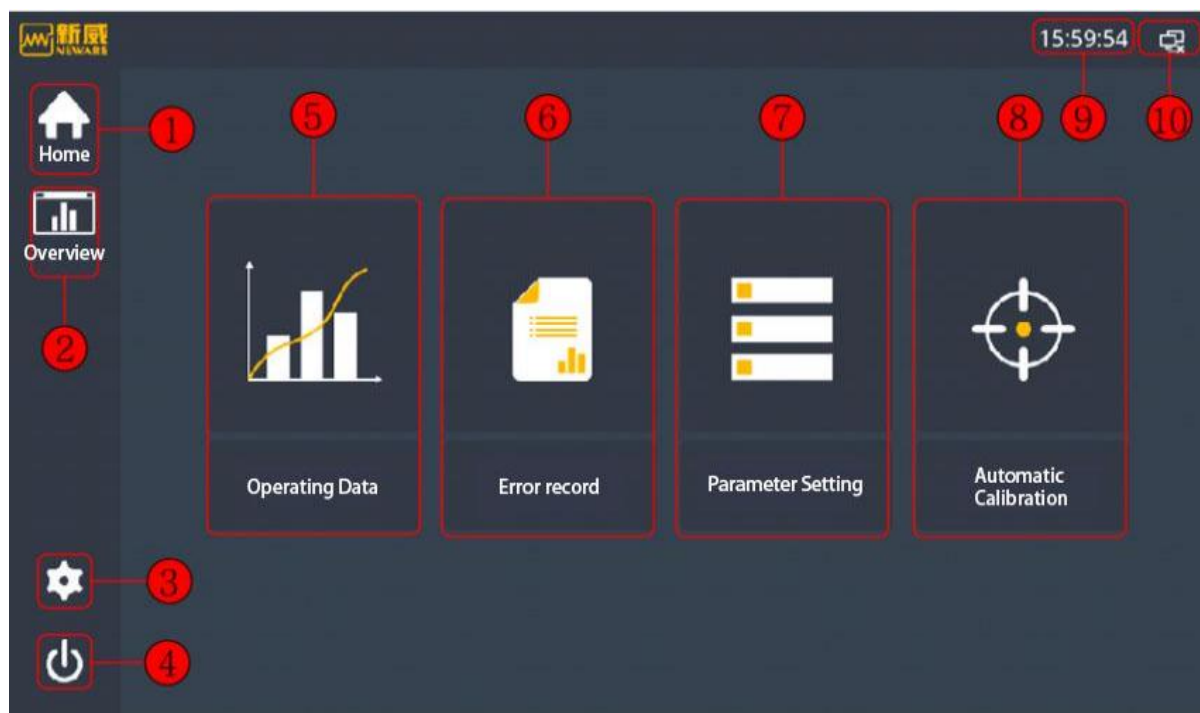 新威
NEWARE
15:59:54
Home
1
5
6
7
8
9
10
Overview
2
Operating Data
Error record
Parameter Setting
Automatic
Calibration
3
4